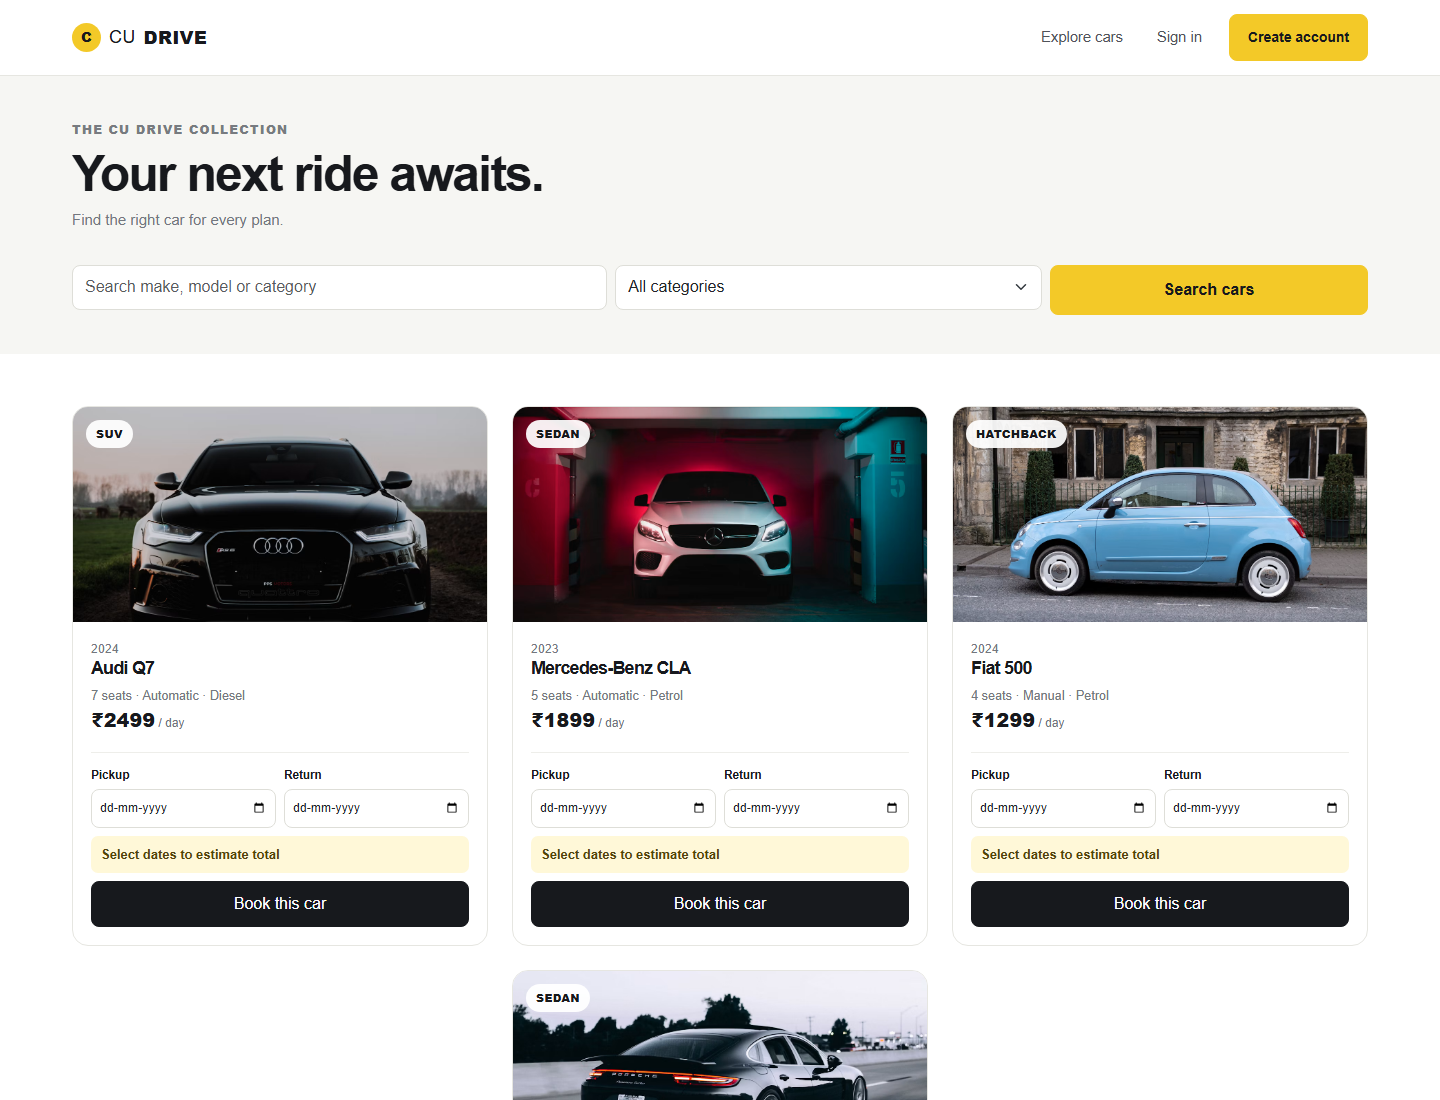 C CU DRIVE
Explore cars
Sign in
Create account
THE CU DRIVE COLLECTION
Your next ride awaits.
Find the right car for every plan.
Search make, model or category
All categories
Search cars
SUV
2024
Audi Q7
7 seats · Automatic · Diesel
₹2499 / day
Pickup
Return
dd-mm-yyyy
dd-mm-yyyy
Select dates to estimate total
Book this car
SEDAN
5
2023
Mercedes-Benz CLA
5 seats · Automatic · Petrol
₹1899 / day
Pickup
Return
dd-mm-yyyy
dd-mm-yyyy
Select dates to estimate total
Book this car
HATCHBACK
2024
Fiat 500
4 seats · Manual · Petrol
₹1299 / day
Pickup
Return
dd-mm-yyyy
dd-mm-yyyy
Select dates to estimate total
Book this car
SEDAN
PORSCHE